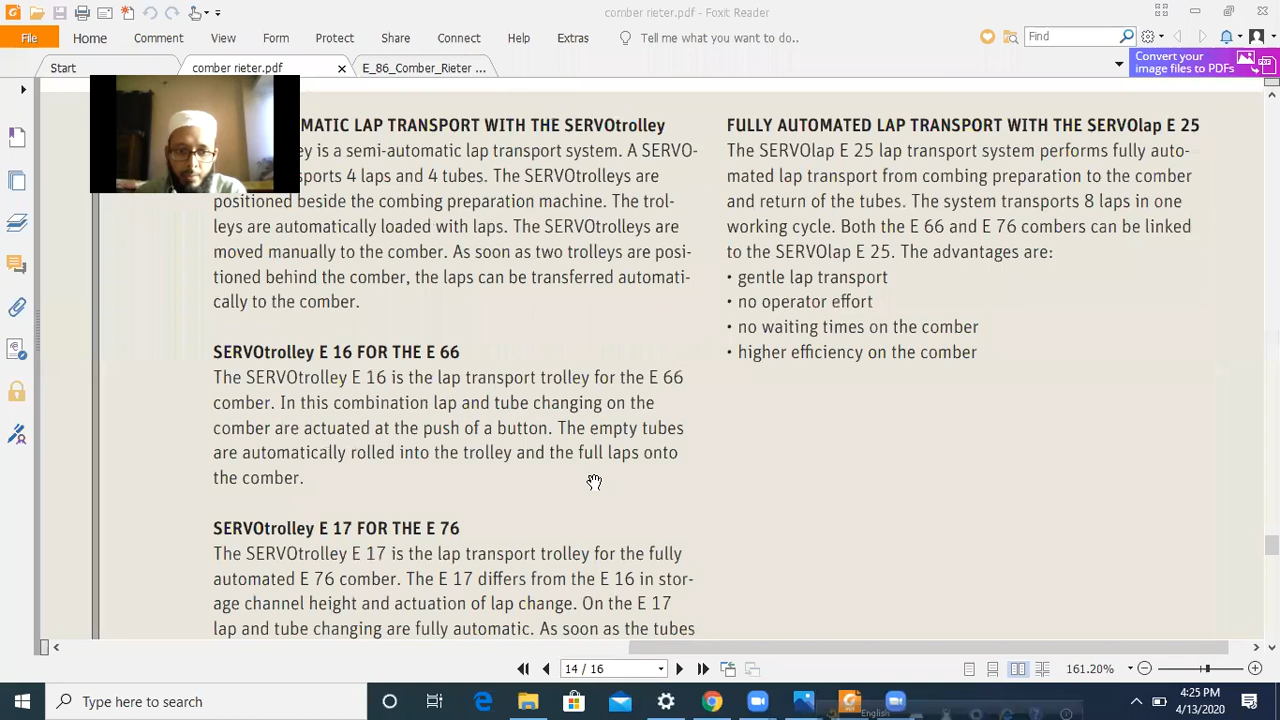 comber rieter.pdf - Foxit Reader
File Home Comment View Form Protect Share Connect Help Extras Tell me what you want to do.. Find
Start comber rieter.pdf E_86_Comber_Rieter ... Convert your
image files to PDFs
MATIC LAP TRANSPORT WITH THE SERVOtrolley
ey is a semi-automatic lap transport system. A SERVO-
sports 4 laps and 4 tubes. The SERVOtrolleys are
positioned beside the combing preparation machine. The trol-
leys are automatically loaded with laps. The SERVOtrolleys are
moved manually to the comber. As soon as two trolleys are posi-
tioned behind the comber, the laps can be transferred automati-
cally to the comber.
SERVOtrolley E 16 FOR THE E 66
The SERVOtrolley E 16 is the lap transport trolley for the E 66
comber. In this combination lap and tube changing on the
comber are actuated at the push of a button. The empty tubes
are automatically rolled into the trolley and the full laps onto
the comber.
SERVOtrolley E 17 FOR THE E 76
The SERVOtrolley E 17 is the lap transport trolley for the fully
automated E 76 comber. The E 17 differs from the E 16 in stor-
age channel height and actuation of lap change. On the E 17
lap and tube changing are fully automatic. As soon as the tubes
FULLY AUTOMATED LAP TRANSPORT WITH THE SERVOlap E 25
The SERVOlap E 25 lap transport system performs fully auto-
mated lap transport from combing preparation to the comber
and return of the tubes. The system transports 8 laps in one
working cycle. Both the E 66 and E 76 combers can be linked
to the SERVOlap E 25. The advantages are:
• gentle lap transport
• no operator effort
• no waiting times on the comber
• higher efficiency on the comber
14 / 16 161.20%
Type here to search
English
4:25 PM
4/13/2020